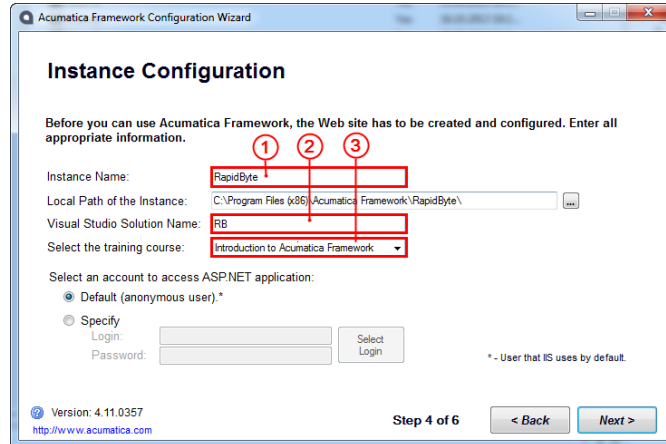 Acumatica Framework Configuration Wizard
Instance Configuration
Before you can use Acumatica Framework, the Web site has to be created and configured. Enter all
appropriate information.
1 2 3
Instance Name: RapidByte
Local Path of the Instance: C:\Program Files (x86)\Acumatica Framework\RapidByte\ ...
Visual Studio Solution Name: RB
Select the training course: Introduction to Acumatica Framework
Select an account to access ASP.NET application:
Default (anonymous user).*
Specify
Login:
Password:
Select
Login
* - User that IIS uses by default.
Version: 4.11.0357
http://www.acumatica.com
Step 4 of 6
< Back
Next >